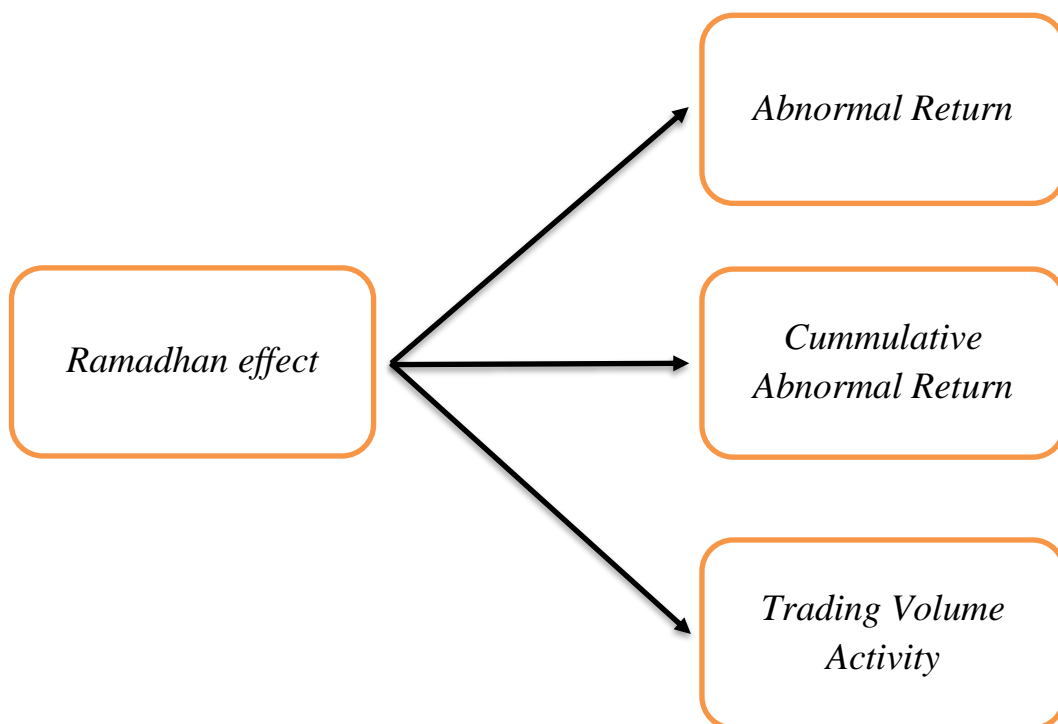 Abnormal Return
Ramadhan effect
Cummulative
Abnormal Return
Trading Volume
Activity